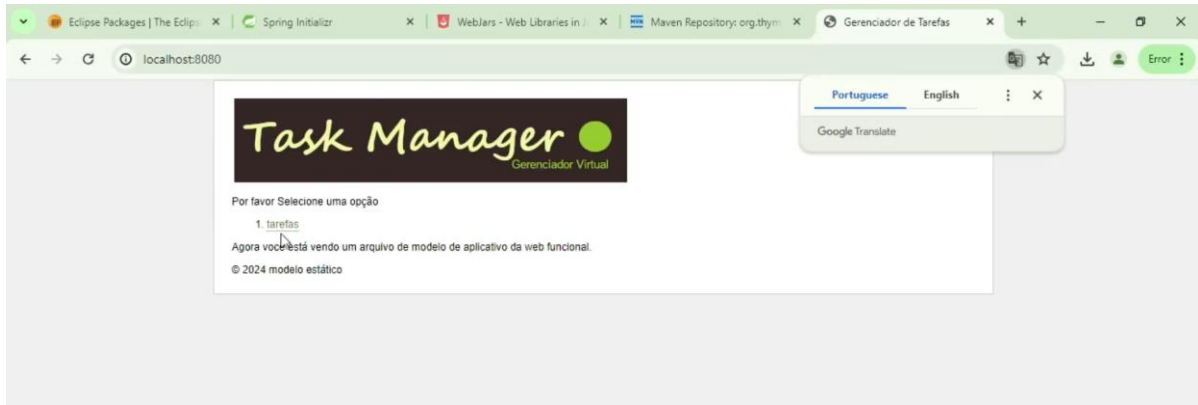 Eclipse Packages | The Eclips
Spring Initializr
WebJars - Web Libraries in J
Maven Repository: org.thym
Gerenciador de Tarefas
localhost:8080
Error
Portuguese English
Google Translate
Task Manager
Gerenciador Virtual
Por favor Selecione uma opção
1. tarefas
Agora você está vendo um arquivo de modelo de aplicativo da web funcional.
© 2024 modelo estático